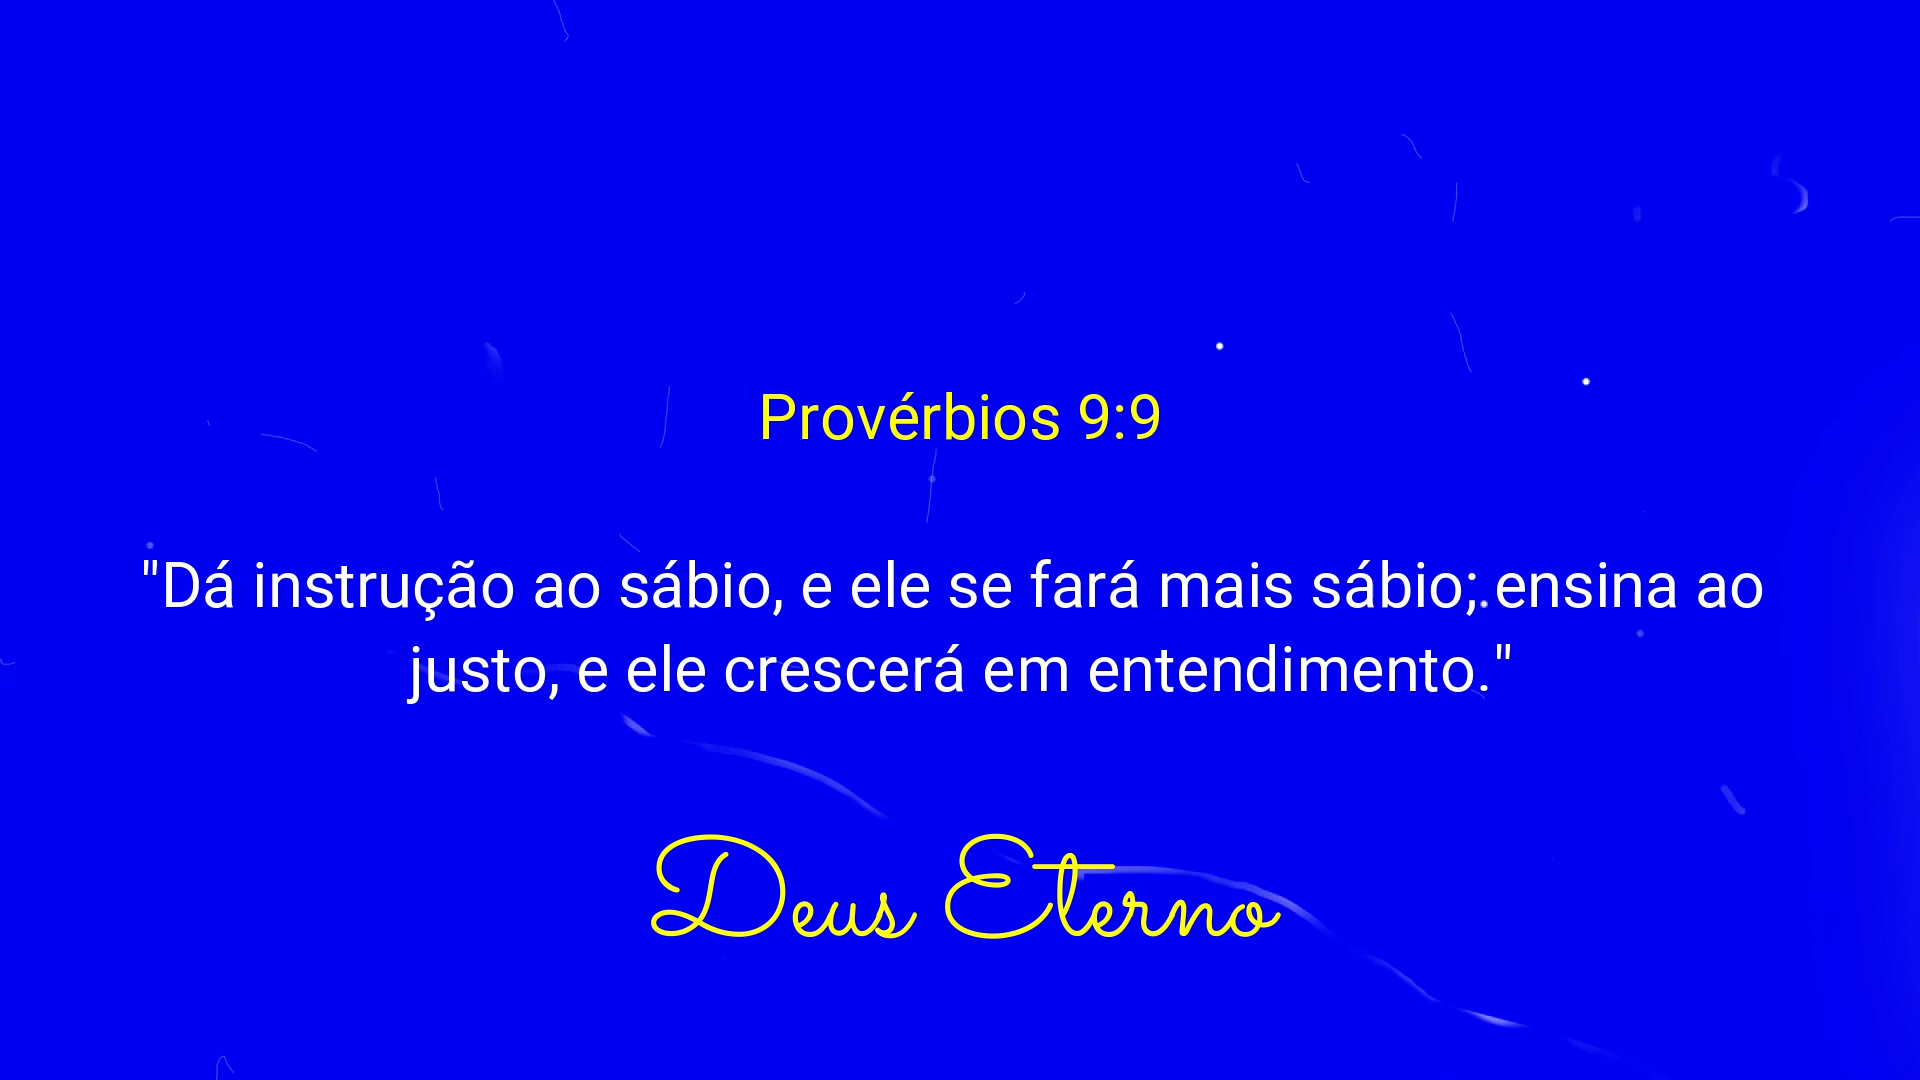 Provérbios 9:9
"Dá instrução ao sábio, e ele se fará mais sábio; ensina ao
justo, e ele crescerá em entendimento."
Deus Eterno